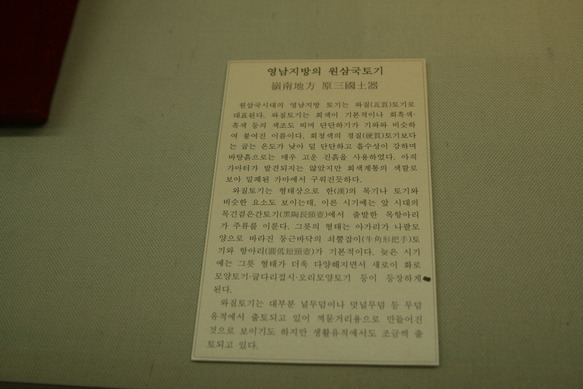 영남지방의 원삼국토기
嶺南地方 原三國土器
원삼국시대의 영남지방 토기는 와질(瓦質)토기로
대표된다. 와질토기는 회색이 기본적이나 회흑색·
흑색 등의 색조도 띠며 단단하기가 기와와 비슷하
여 붙여진 이름이다. 회청색의 경질(硬質)토기보다
는 굽는 온도가 낮아 덜 단단하고 흡수성이 강하며
바탕흙으로는 매우 고운 진흙을 사용하였다. 아직
가마터가 발견되지는 않았지만 회색계통의 색깔로
보아 밀폐된 가마에서 구워진듯하다.
와질토기는 형태상으로 한(漢)의 목기나 토기와
비슷한 요소도 보이는데, 이른 시기에는 앞 시대의
목긴검은간토기(黑陶長頸壺)에서 출발한 목항아리
가 주류를 이룬다. 그릇의 형태는 아가리가 나팔모
양으로 바라진 둥근바닥의 쇠뿔잡이(牛角形把手)토
기와 항아리(圓低短頸壺)가 기본적이다. 늦은 시기
에는 그릇 형태가 더욱 다양해지면서 새로이 화로
모양토기·굽다리접시·오리모양토기 등이 등장하게
된다.
와질토기는 대부분 널무덤이나 덧널무덤 등 무덤
유적에서 출토되고 있어 껴묻거리용으로 만들어진
것으로 보이기도 하지만 생활유적에서도 조금씩 출
토되고 있다.